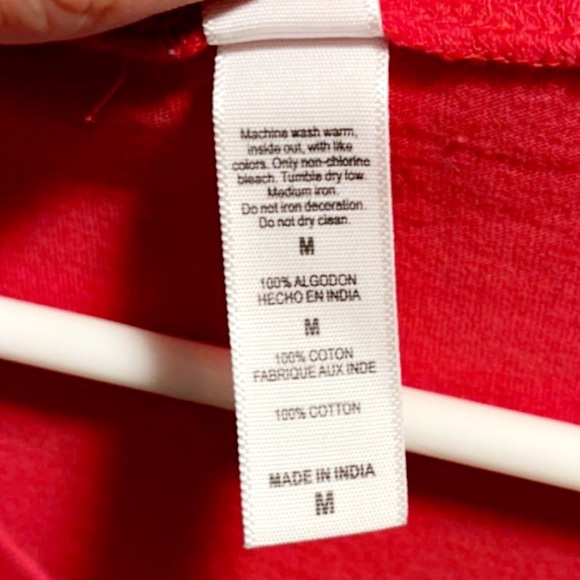 Machine wash warm,
inside out, with like
colors. Only non-chlorine
bleach. Tumble dry low.
Medium iron.
Do not iron decoration.
Do not dry clean.
M
100% ALGODON
HECHO EN INDIA
M
100% COTON
FABRIQUE AUX INDE
100% COTTON
MADE IN INDIA
M